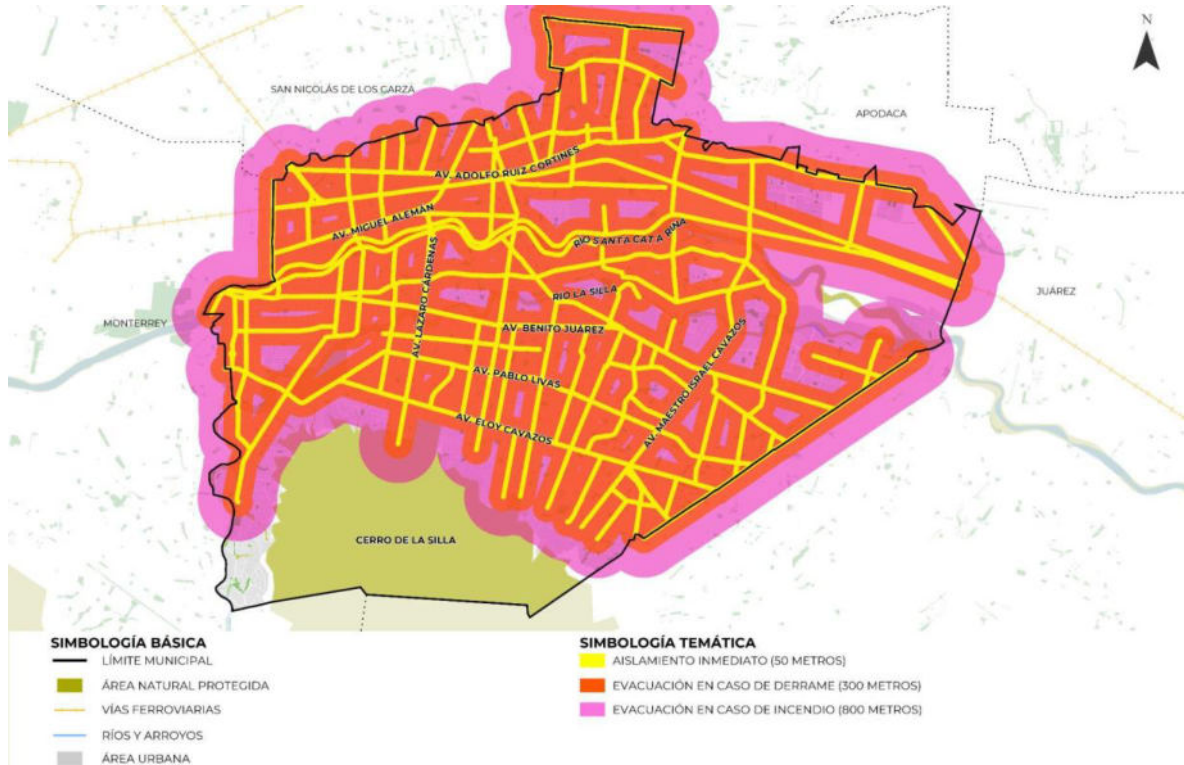 N
SAN NICOLÁS DE LOS GARZA
APODACA
AV. ADOLFO RUIZ CORTINES
AV. MIGUEL ALEMÁN
RÍO SANTA CATARINA
AV. LAZARO CÁRDENAS
RIO LA SILLA
JUÁREZ
MONTERREY
AV. BENITO JUÁREZ
AV. MAESTRO ISRAEL CAVAZOS
AV. PABLO LIVAS
AV. ELOY CAVAZOS
CERRO DE LA SILLA
SIMBOLOGÍA BÁSICA
LÍMITE MUNICIPAL
ÁREA NATURAL PROTEGIDA
VÍAS FERROVIARIAS
RÍOS Y ARROYOS
ÁREA URBANA
SIMBOLOGÍA TEMÁTICA
AISLAMIENTO INMEDIATO (50 METROS)
EVACUACIÓN EN CASO DE DERRAME (300 METROS)
EVACUACIÓN EN CASO DE INCENDIO (800 METROS)